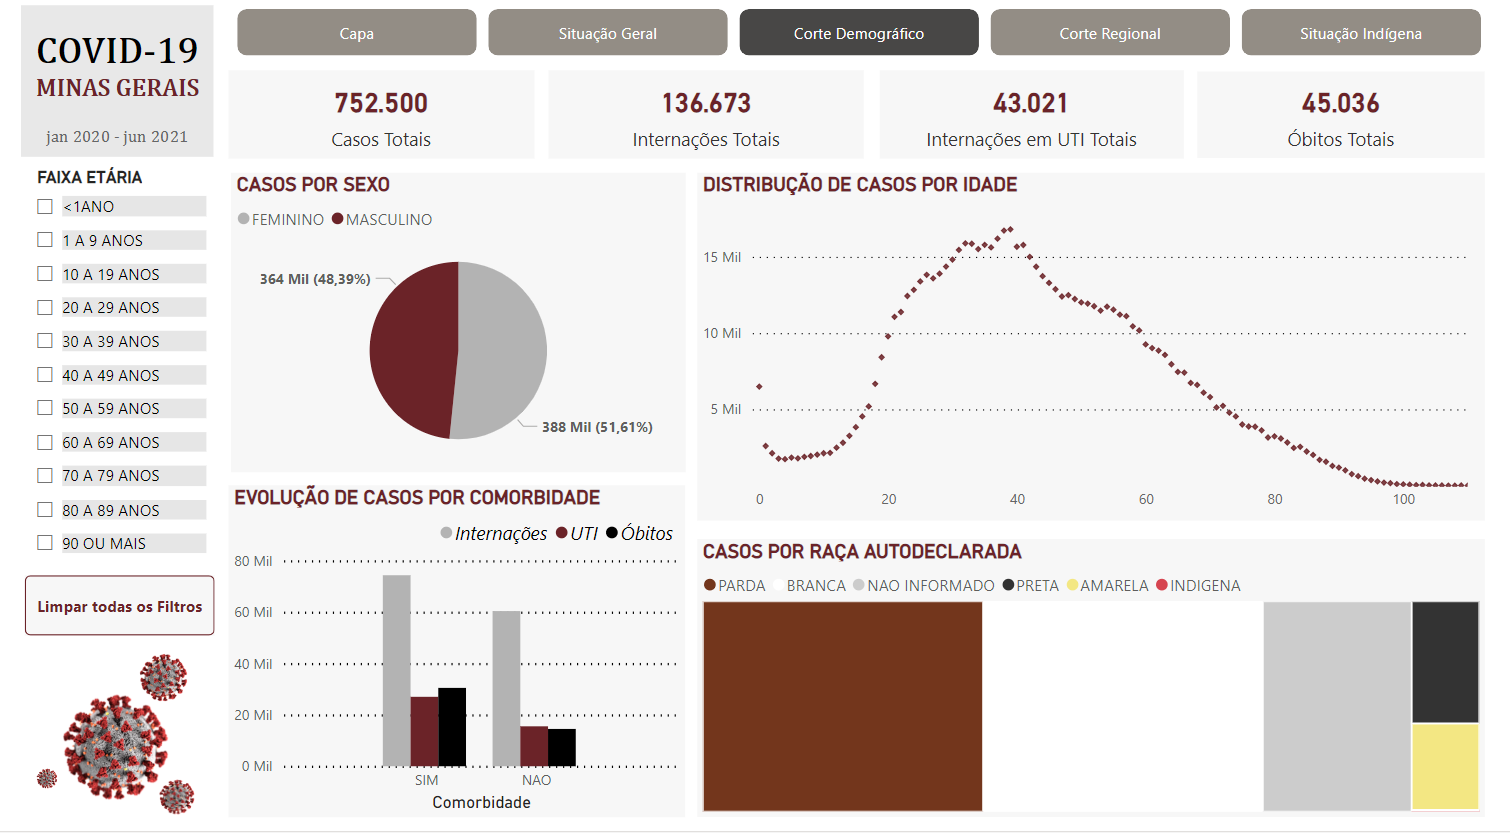 COVID-19
MINAS GERAIS
jan 2020 - jun 2021
Capa
Situação Geral
Corte Demográfico
Corte Regional
Situação Indígena
752.500
Casos Totais
136.673
Internações Totais
43.021
Internações em UTI Totais
45.036
Óbitos Totais
FAIXA ETÁRIA
<1ANO
1 A 9 ANOS
10 A 19 ANOS
20 A 29 ANOS
30 A 39 ANOS
40 A 49 ANOS
50 A 59 ANOS
60 A 69 ANOS
70 A 79 ANOS
80 A 89 ANOS
90 OU MAIS
Limpar todas os Filtros
CASOS POR SEXO
FEMININO MASCULINO
364 Mil (48,39%)
388 Mil (51,61%)
DISTRIBUÇÃO DE CASOS POR IDADE
15 Mil
10 Mil
5 Mil
0 20 40 60 80 100
EVOLUÇÃO DE CASOS POR COMORBIDADE
Internações UTI Óbitos
80 Mil
60 Mil
40 Mil
20 Mil
0 Mil
SIM NAO
Comorbidade
CASOS POR RAÇA AUTODECLARADA
PARDA BRANCA NAO INFORMADO PRETA AMARELA INDIGENA